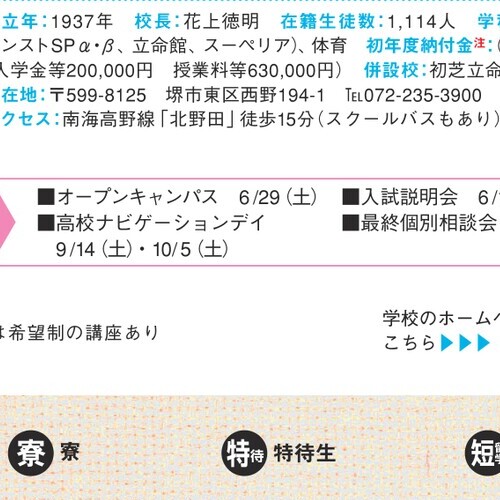 立年：1937年　校長：花上徳明　在籍生徒数：1,114人　学
ンストSPα・β、立命館、スーペリア）、体育　初年度納付金注：
入学金等200,000円　授業料等630,000円）　併設校：初芝立命
在地：〒599-8125　堺市東区西野194-1　℡072-235-3900
クセス：南海高野線「北野田」徒歩15分（スクールバスもあり）
■オープンキャンパス　6/29（土）　■入試説明会　6/
■高校ナビゲーションデイ　■最終個別相談会
9/14（土）・10/5（土）
は希望制の講座あり
学校のホームペ
こちら▶▶▶
寮 寮　特待 特待生　短